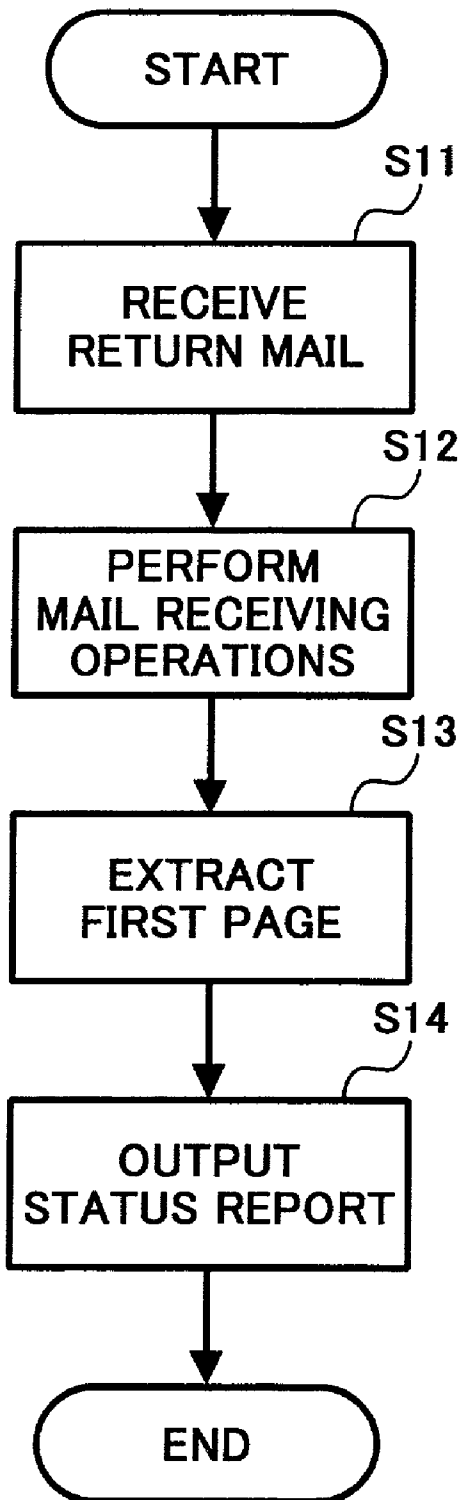 START
S11
RECEIVE
RETURN MAIL
S12
PERFORM
MAIL RECEIVING
OPERATIONS
S13
EXTRACT
FIRST PAGE
S14
OUTPUT
STATUS REPORT
END